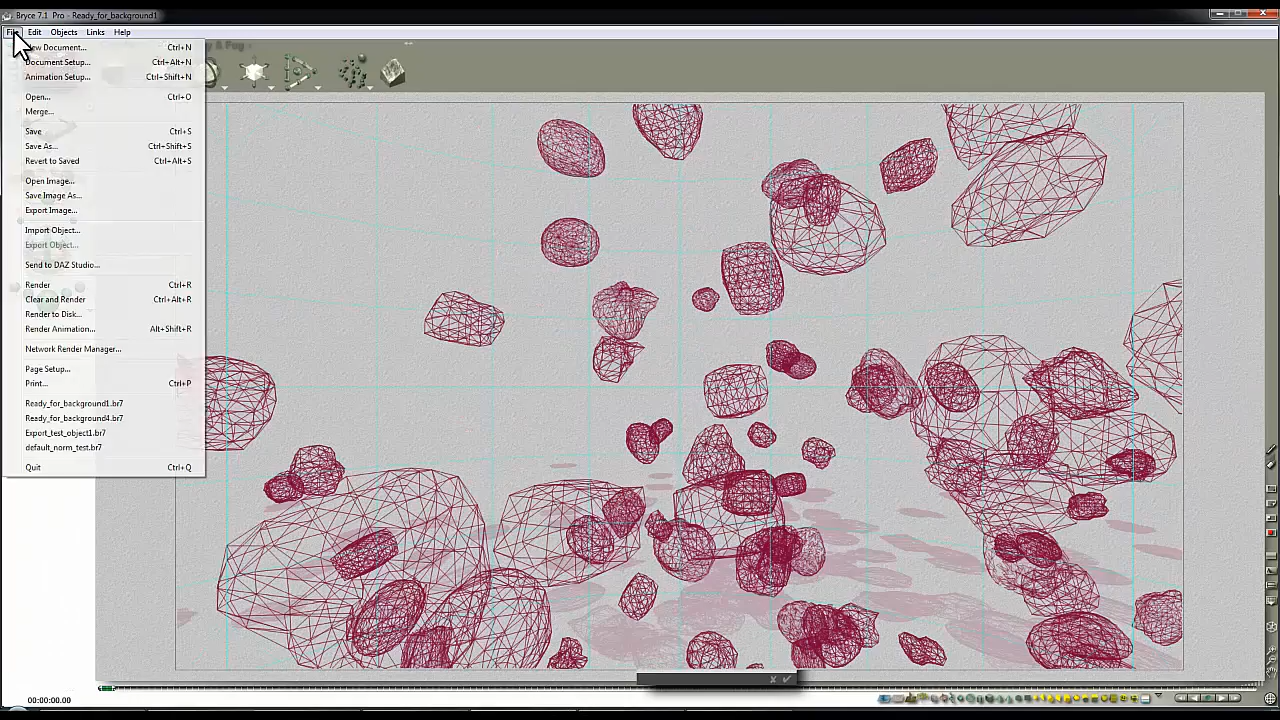 Bryce 7.1 Pro - Ready_for_background1
File Edit Objects Links Help
New Document... Ctrl+N
Document Setup... Ctrl+Alt+N
Animation Setup... Ctrl+Shift+N
Open... Ctrl+O
Merge...
Save Ctrl+S
Save As... Ctrl+Shift+S
Revert to Saved Ctrl+Alt+S
Open Image...
Save Image As...
Export Image...
Import Object...
Export Object...
Send to DAZ Studio...
Render Ctrl+R
Clear and Render Ctrl+Alt+R
Render to Disk...
Render Animation... Alt+Shift+R
Network Render Manager...
Page Setup...
Print... Ctrl+P
Ready_for_background1.br7
Ready_for_background4.br7
Export_test_object1.br7
default_norm_test.br7
Quit Ctrl+Q
00:00:00.00